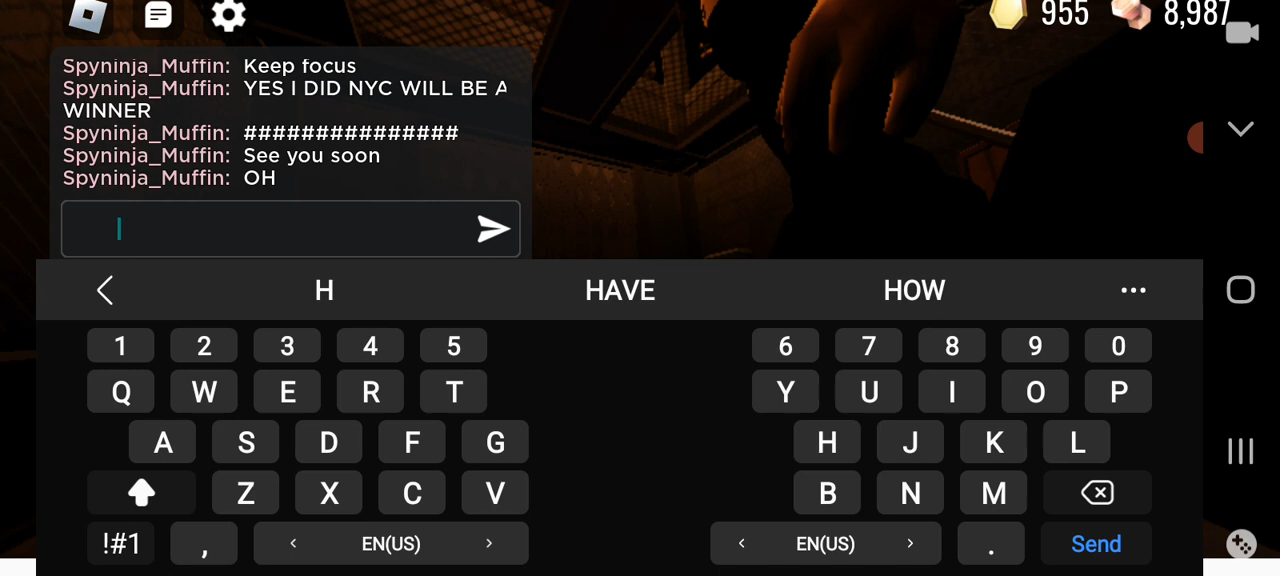 955 8,987
Spyninja_Muffin: Keep focus
Spyninja_Muffin: YES I DID NYC WILL BE A
WINNER
Spyninja_Muffin: ###############
Spyninja_Muffin: See you soon
Spyninja_Muffin: OH
H HAVE HOW
1 2 3 4 5 6 7 8 9 0
Q W E R T Y U I O P
A S D F G H J K L
Z X C V B N M
!#1 , < EN(US) > < EN(US) > . Send